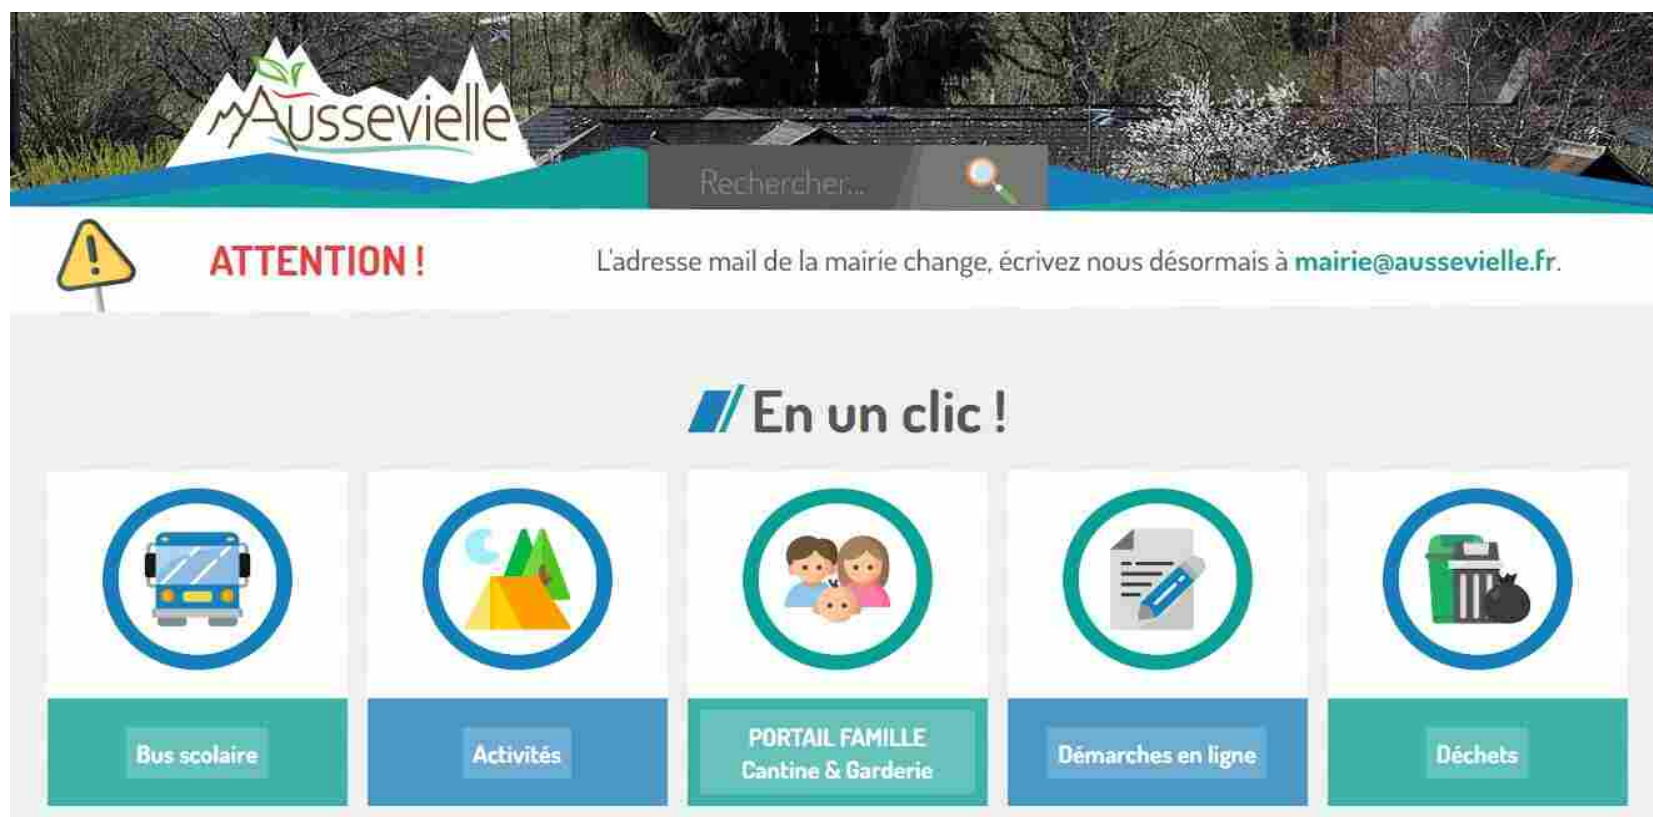 Aussevielle
Rechercher...
ATTENTION !
L'adresse mail de la mairie change, écrivez nous désormais à mairie@aussevielle.fr.
En un clic !
Bus scolaire
Activités
PORTAIL FAMILLE
Cantine & Garderie
Démarches en ligne
Déchets